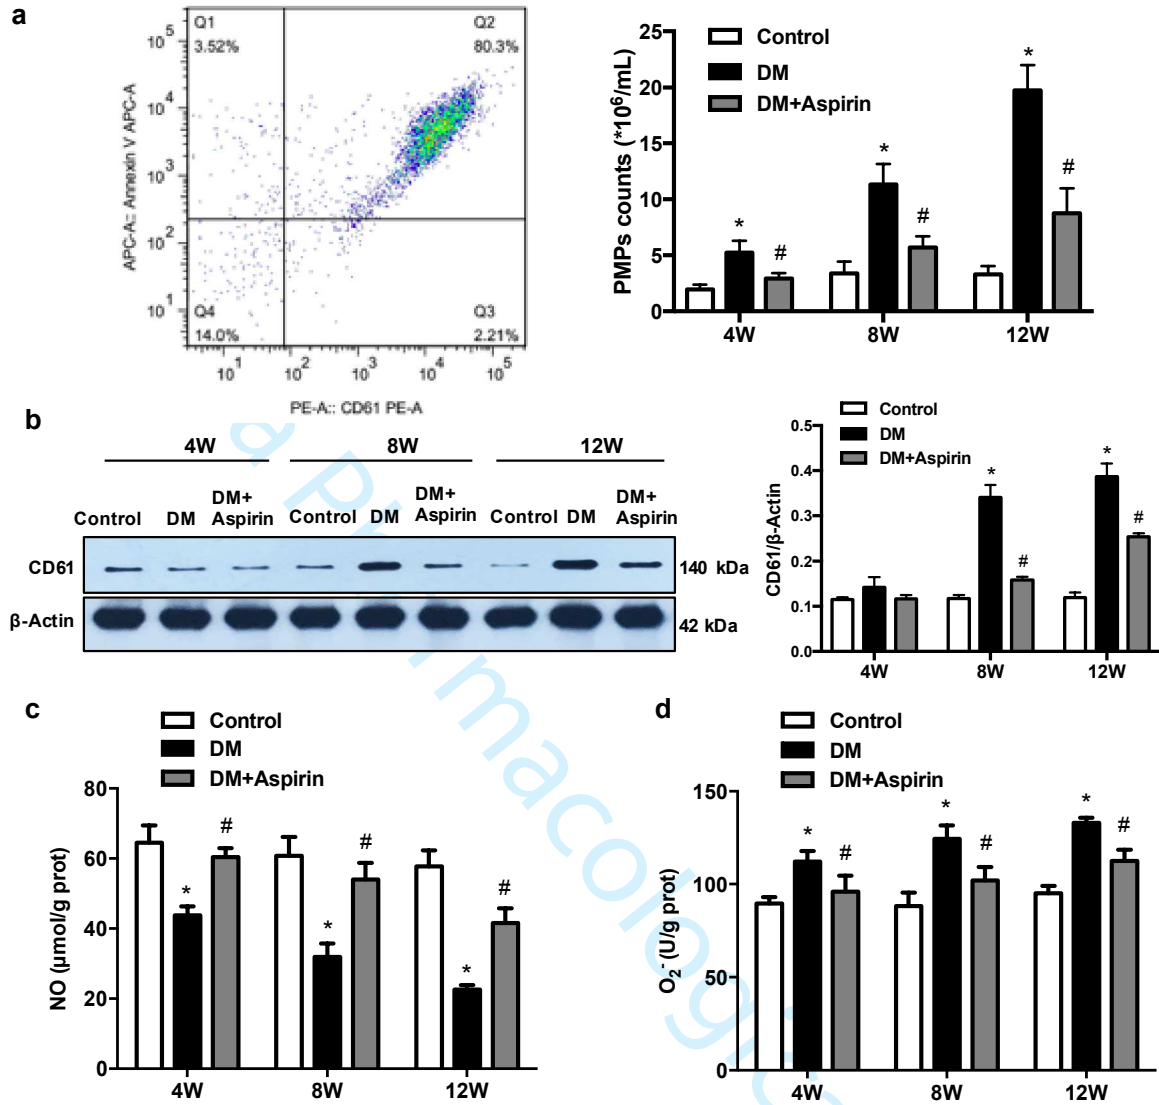 a
Q1
3.52%
Q2
80.3%
Q4
14.0%
Q3
2.21%
10^5
10^4
10^3
10^2
10^1
10^1 10^2 10^3 10^4 10^5
APC-A:: Annexin V APC-A
PE-A:: CD61 PE-A
Control
DM
DM+Aspirin
PMPs counts (*10^6/mL)
25
20
15
10
5
0
* # * # * #
4W 8W 12W
b
4W 8W 12W
Control DM DM+ Aspirin Control DM DM+ Aspirin Control DM DM+ Aspirin
CD61 140 kDa
β-Actin 42 kDa
Control
DM
DM+Aspirin
CD61/β-Actin
0.5
0.4
0.3
0.2
0.1
0.0
* # * #
4W 8W 12W
c
Control
DM
DM+Aspirin
NO (μmol/g prot)
80
60
40
20
0
* # * # * #
4W 8W 12W
d
Control
DM
DM+Aspirin
O₂⁻ (U/g prot)
150
100
50
0
* # * # * #
4W 8W 12W
a Pharmacologic